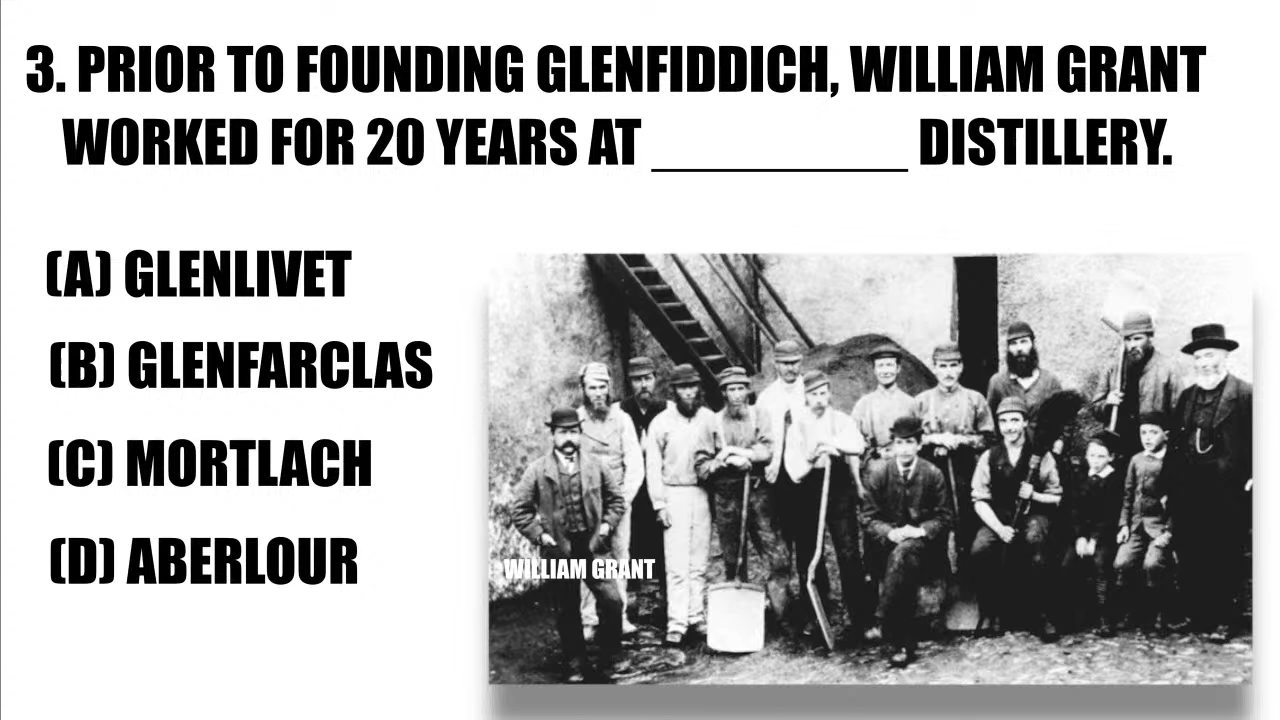 3. PRIOR TO FOUNDING GLENFIDDICH, WILLIAM GRANT
WORKED FOR 20 YEARS AT __________ DISTILLERY.
(A) GLENLIVET
(B) GLENFARCLAS
(C) MORTLACH
(D) ABERLOUR
WILLIAM GRANT